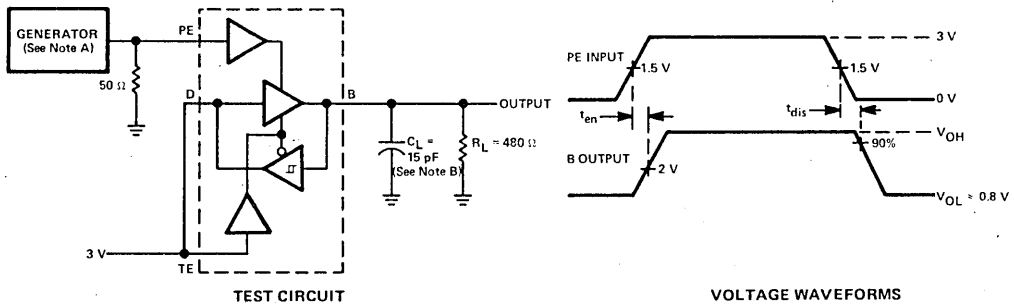 GENERATOR
(See Note A)
PE
50 Ω
D
B
OUTPUT
C_L =
15 pF
(See Note B)
R_L = 480 Ω
3 V
TE
TEST CIRCUIT
PE INPUT
1.5 V
1.5 V
3 V
0 V
t_en
t_dis
V_OH
90%
B OUTPUT
2 V
V_OL ≈ 0.8 V
VOLTAGE WAVEFORMS